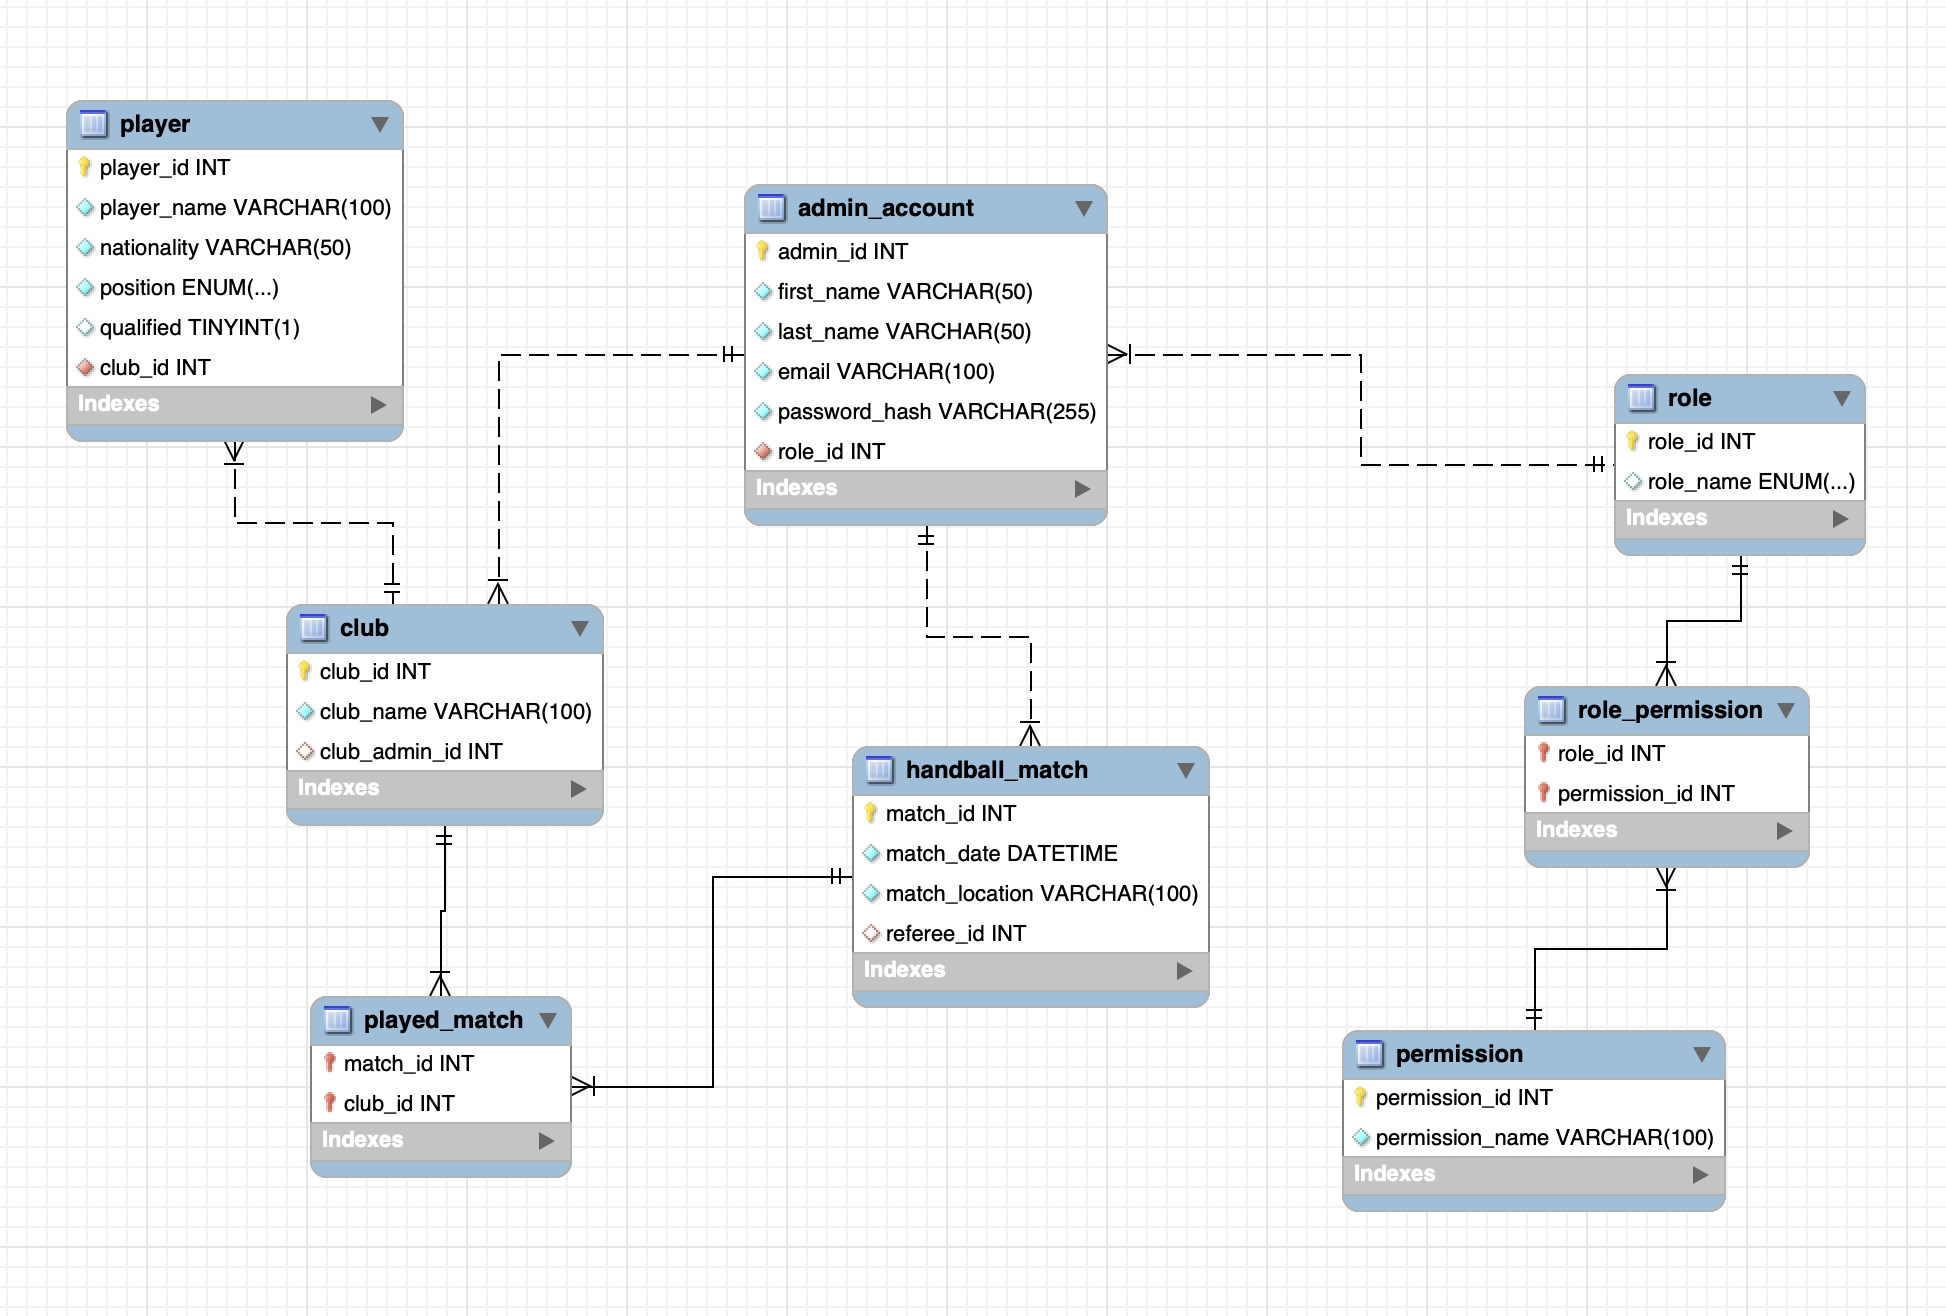 player
player_id INT
player_name VARCHAR(100)
nationality VARCHAR(50)
position ENUM(...)
qualified TINYINT(1)
club_id INT
Indexes
admin_account
admin_id INT
first_name VARCHAR(50)
last_name VARCHAR(50)
email VARCHAR(100)
password_hash VARCHAR(255)
role_id INT
Indexes
role
role_id INT
role_name ENUM(...)
Indexes
club
club_id INT
club_name VARCHAR(100)
club_admin_id INT
Indexes
handball_match
match_id INT
match_date DATETIME
match_location VARCHAR(100)
referee_id INT
Indexes
role_permission
role_id INT
permission_id INT
Indexes
played_match
match_id INT
club_id INT
Indexes
permission
permission_id INT
permission_name VARCHAR(100)
Indexes